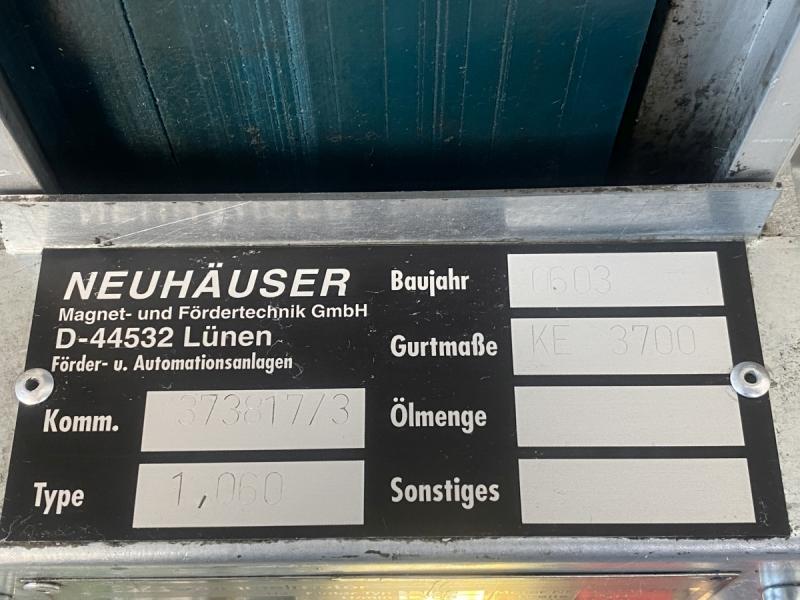 NEUHÄUSER
Magnet- und Fördertechnik GmbH
D-44532 Lünen
Förder- u. Automationsanlagen
Komm. 373817/3
Type 1,060
Baujahr 0603
Gurtmaße KE 3700
Ölmenge
Sonstiges